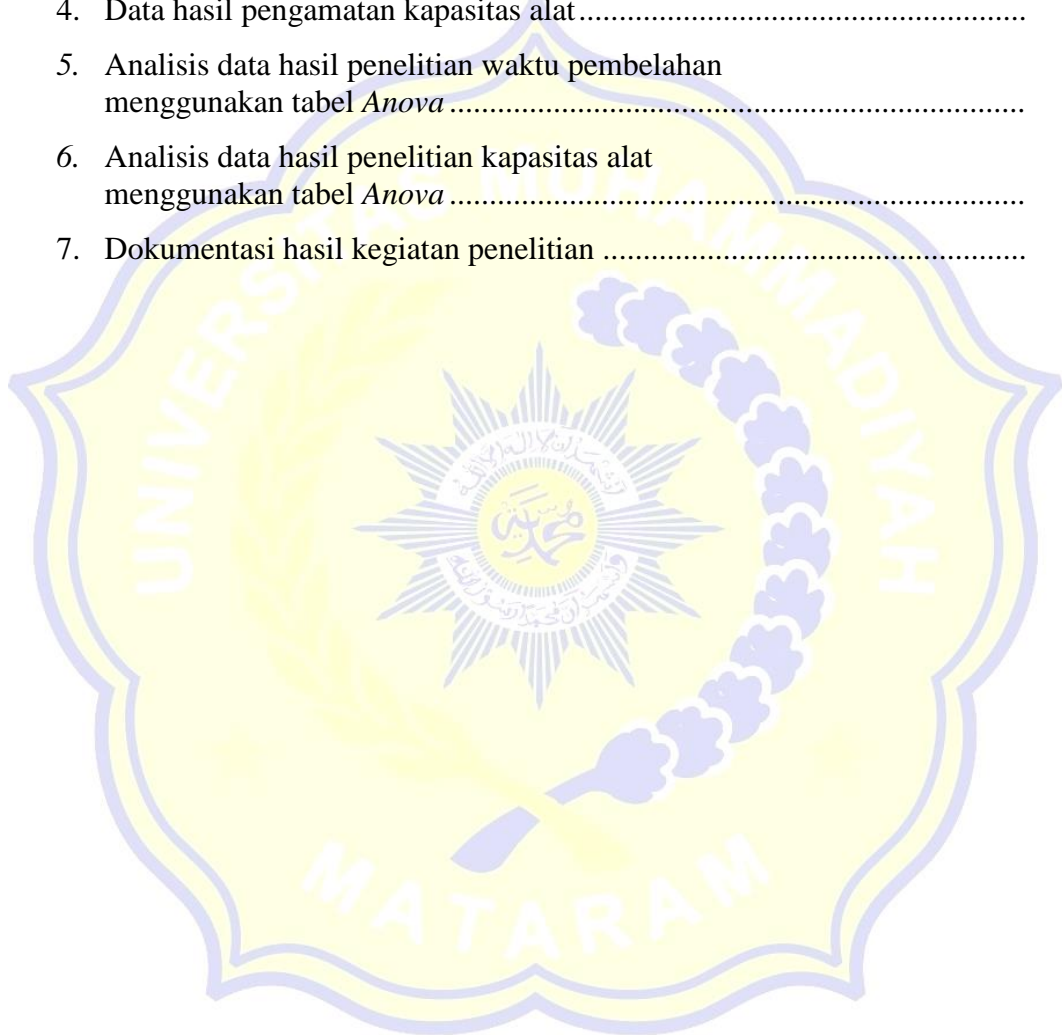 4. Data hasil pengamatan kapasitas alat........................................................
5. Analisis data hasil penelitian waktu pembelahan
menggunakan tabel Anova........................................................................
6. Analisis data hasil penelitian kapasitas alat
menggunakan tabel Anova........................................................................
7. Dokumentasi hasil kegiatan penelitian .....................................................
UNIVERSITAS MUHAMMADIYAH
MATARAM